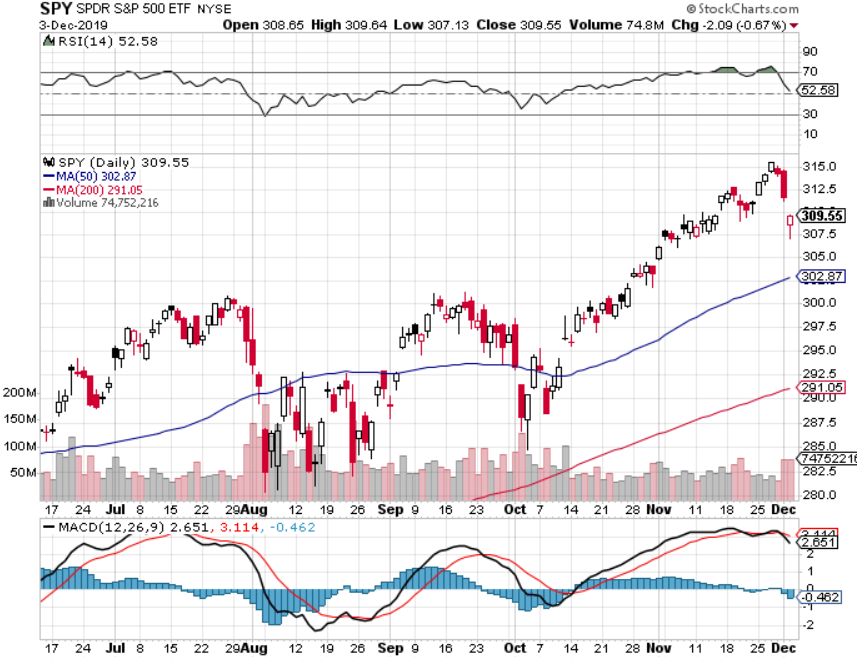 SPY SPDR S&P 500 ETF NYSE © StockCharts.com
3-Dec-2019 Open 308.65 High 309.64 Low 307.13 Close 309.55 Volume 74.8M Chg -2.09 (-0.67%)
RSI(14) 52.58
90
70
52.58
30
10
SPY (Daily) 309.55
MA(50) 302.87
MA(200) 291.05
Volume 74,752,216
315.0
312.5
309.55
307.5
305.0
302.87
300.0
297.5
295.0
292.5
291.05
290.0
287.5
285.0
74752216
282.5
280.0
200M
150M
100M
50M
17 24 Jul 8 15 22 29Aug 12 19 26 Sep 9 16 23 Oct 7 14 21 28 Nov 11 18 25 Dec
MACD(12,26,9) 2.651, 3.114, -0.462
3.114
2.651
2
1
0
-0.462
-1
-2
17 24 Jul 8 15 22 29Aug 12 19 26 Sep 9 16 23 Oct 7 14 21 28 Nov 11 18 25 Dec